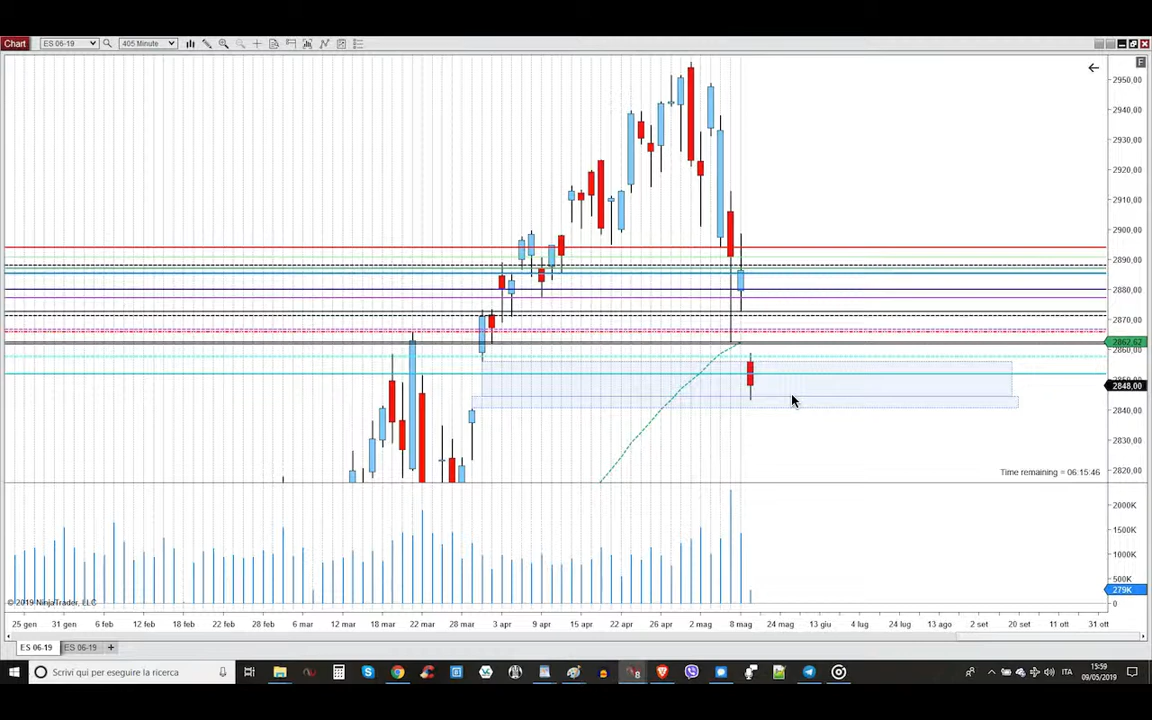 Chart ES 06-19 405 Minute
F
2950,00
2940,00
2930,00
2920,00
2910,00
2900,00
2890,00
2880,00
2870,00
2862,62
2860,00
2848,00
2840,00
2830,00
2820,00
Time remaining = 06:15:46
2000K
1500K
1000K
500K
279K
0
© 2019 NinjaTrader, LLC
25 gen 31 gen 6 feb 12 feb 18 feb 22 feb 28 feb 6 mar 12 mar 18 mar 22 mar 28 mar 3 apr 9 apr 15 apr 22 apr 26 apr 2 mag 8 mag 24 mag 13 giu 4 lug 24 lug 13 ago 2 set 20 set 11 ott 31 ott
ES 06-19 ES 06-19 +
Scrivi qui per eseguire la ricerca
8
ITA
15:59
09/05/2019